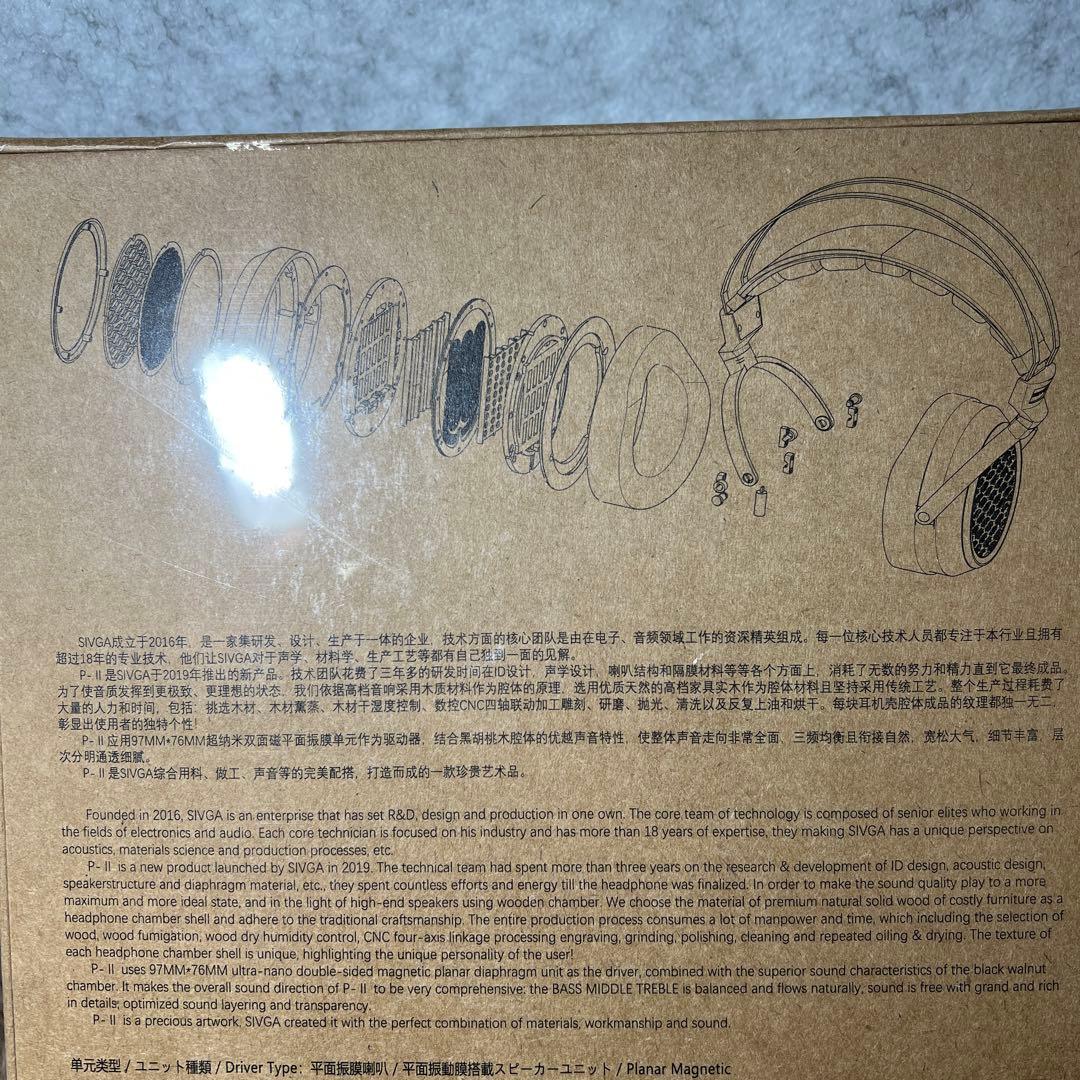 SIVGA成立于2016年，是一家集研发、设计、生产于一体的企业，技术方面的核心团队是由在电子、音频领域工作的资深精英组成。每一位核心技术人员都专注于本行业且拥有
超过18年的专业技术，他们让SIVGA对于声学、材料学、生产工艺等都有自己独到一面的见解。
P-Ⅱ是SIVGA于2019年推出的新产品。技术团队花费了三年多的研发时间在ID设计，声学设计，喇叭结构和隔膜材料等等各个方面上，消耗了无数的努力和精力直到它最终成品。
为了使音质发挥到更极致、更理想的状态，我们依据高档音响采用木质材料作为腔体的原理，选用优质天然的高档家具实木作为腔体材料且坚持采用传统工艺。整个生产过程耗费了
大量的人力和时间，包括：挑选木材、木材熏蒸、木材干湿度控制、数控CNC四轴联动加工雕刻、研磨、抛光、清洗以及反复上油和烘干。每块耳机壳腔体成品的纹理都独一无二，
彰显出使用者的独特个性！
P-Ⅱ应用97MM*76MM超纳米双面磁平面振膜单元作为驱动器，结合黑胡桃木腔体的优越声音特性，使整体声音走向非常全面，三频均衡且衔接自然，宽松大气，细节丰富，层
次分明通透细腻。
P-Ⅱ是SIVGA综合用料、做工、声音等的完美配搭，打造而成的一款珍贵艺术品。
Founded in 2016, SIVGA is an enterprise that has set R&D, design and production in one own. The core team of technology is composed of senior elites who working in
the fields of electronics and audio. Each core technician is focused on his industry and has more than 18 years of expertise, they making SIVGA has a unique perspective on
acoustics, materials science and production processes, etc.
P-Ⅱ is a new product launched by SIVGA in 2019. The technical team had spent more than three years on the research & development of ID design, acoustic design,
speakerstructure and diaphragm material, etc., they spent countless efforts and energy till the headphone was finalized. In order to make the sound quality play to a more
maximum and more ideal state, and in the light of high-end speakers using wooden chamber. We choose the material of premium natural solid wood of costly furniture as a
headphone chamber shell and adhere to the traditional craftsmanship. The entire production process consumes a lot of manpower and time, which including the selection of
wood, wood fumigation, wood dry humidity control, CNC four-axis linkage processing engraving, grinding, polishing, cleaning and repeated oiling & drying. The texture of
each headphone chamber shell is unique, highlighting the unique personality of the user!
P-Ⅱ uses 97MM*76MM ultra-nano double-sided magnetic planar diaphragm unit as the driver, combined with the superior sound characteristics of the black walnut
chamber. It makes the overall sound direction of P-Ⅱ to be very comprehensive: the BASS MIDDLE TREBLE is balanced and flows naturally, sound is free with grand and rich
in details, optimized sound layering and transparency.
P-Ⅱ is a precious artwork, SIVGA created it with the perfect combination of materials, workmanship and sound.
单元类型 / ユニット種類 / Driver Type: 平面振膜喇叭 / 平面振動膜搭載スピーカーユニット / Planar Magnetic